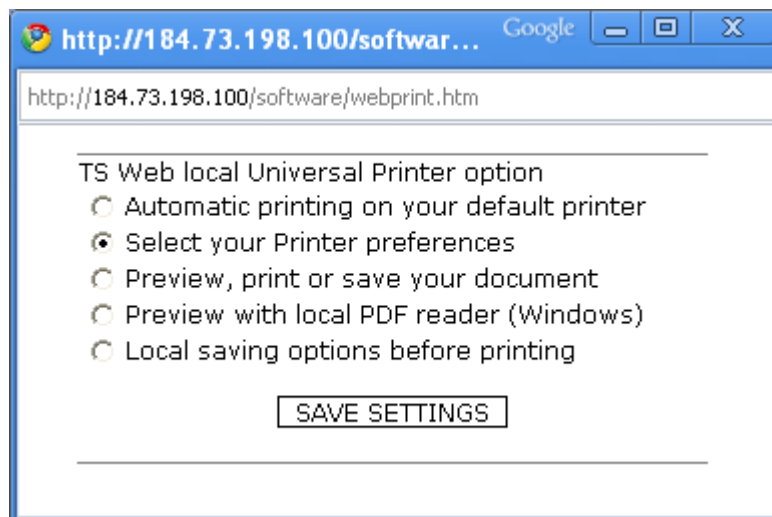 http://184.73.198.100/softwar... Google
http://184.73.198.100/software/webprint.htm
TS Web local Universal Printer option
Automatic printing on your default printer
Select your Printer preferences
Preview, print or save your document
Preview with local PDF reader (Windows)
Local saving options before printing
SAVE SETTINGS